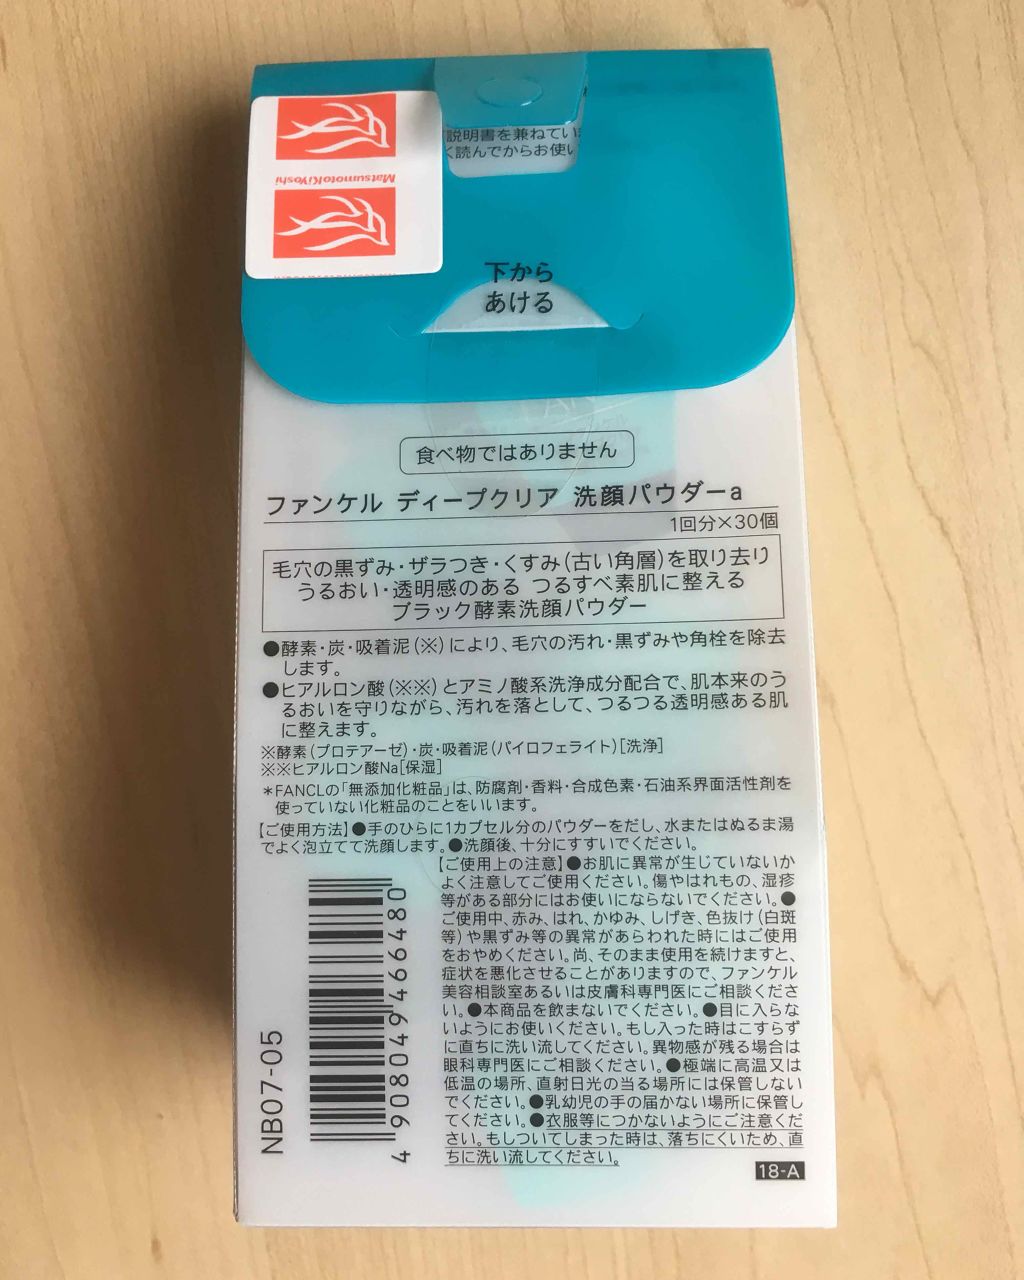 MatsumotoKiYoshi
説明書を兼ねてい
く読んでからお使い
下から
あける
食べ物ではありません
ファンケル ディープクリア 洗顔パウダーa
1回分×30個
毛穴の黒ずみ・ザラつき・くすみ(古い角層)を取り去り
うるおい・透明感のある つるすべ素肌に整える
ブラック酵素洗顔パウダー
●酵素・炭・吸着泥(※)により、毛穴の汚れ・黒ずみや角栓を除去
します。
●ヒアルロン酸(※※)とアミノ酸系洗浄成分配合で、肌本来のう
るおいを守りながら、汚れを落として、つるつる透明感ある肌
に整えます。
※酵素(プロテアーゼ)・炭・吸着泥(パイロフェライト)[洗浄]
※※ヒアルロン酸Na[保湿]
*FANCLの「無添加化粧品」は、防腐剤・香料・合成色素・石油系界面活性剤を
使っていない化粧品のことをいいます。
【ご使用方法】●手のひらに1カプセル分のパウダーをだし、水またはぬるま湯
でよく泡立てて洗顔します。●洗顔後、十分にすすいでください。
【ご使用上の注意】●お肌に異常が生じていないか
よく注意してご使用ください。傷やはれもの、湿疹
等がある部分にはお使いにならないでください。●
ご使用中、赤み、はれ、かゆみ、しげき、色抜け(白斑
等)や黒ずみ等の異常があらわれた時にはご使用
をおやめください。尚、そのまま使用を続けますと、
症状を悪化させることがありますので、ファンケル
美容相談室あるいは皮膚科専門医にご相談くださ
い。●本商品を飲まないでください。●目に入らな
いようにお使いください。もし入った時はこすらず
に直ちに洗い流してください。異物感が残る場合は
眼科専門医にご相談ください。●極端に高温又は
低温の場所、直射日光の当る場所には保管しない
でください。●乳幼児の手の届かない場所に保管し
てください。●衣服等につかないようにご注意くだ
さい。もしついてしまった時は、落ちにくいため、直
ちに洗い流してください。
NB07-05
4 908049 466480
18-A